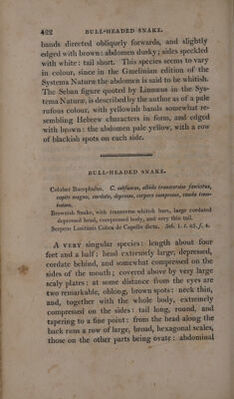 422 BULL-HEADED SNAKE.
bands directed obliquely forwards, and slightly
edged with brown: abdomen dusky; sides speckled
with white: tail short. This species seems to vary
in colour, since in the Gmelinian edition of the
Systema Naturæ the abdomen is said to be whitish.
The Seban figure quoted by Linnæus in the Sys-
tema Naturæ, is described by the author as of a pale
rufous colour, with yellowish bands somewhat re-
sembling Hebrew characters in form, and edged
with brown: the abdomen pale yellow, with a row
of blackish spots on each side.
BULL-HEADED SNAKE.
Coluber Bucephalus. C. subfuscus, albido transversim fasciatus,
capite magno, cordato, depresso, corpore compresso, cauda tenu-
issima.
Brownish Snake, with transverse whitish bars, large cordated
depressed head, compressed body, and very thin tail.
Serpens Lusitanis Cobra de Capello dicta. Seb. 1. t. 43. f. 4.
A VERY singular species: length about four
feet and a half: head extremely large, depressed,
cordate behind, and somewhat compressed on the
sides of the mouth; covered above by very large
scaly plates: at some distance from the eyes are
two remarkable, oblong, brown spots: neck thin,
and, together with the whole body, extremely
compressed on the sides: tail long, round, and
tapering to a fine point: from the head along the
back runs a row of large, broad, hexagonal scales,
those on the other parts being ovate: abdominal